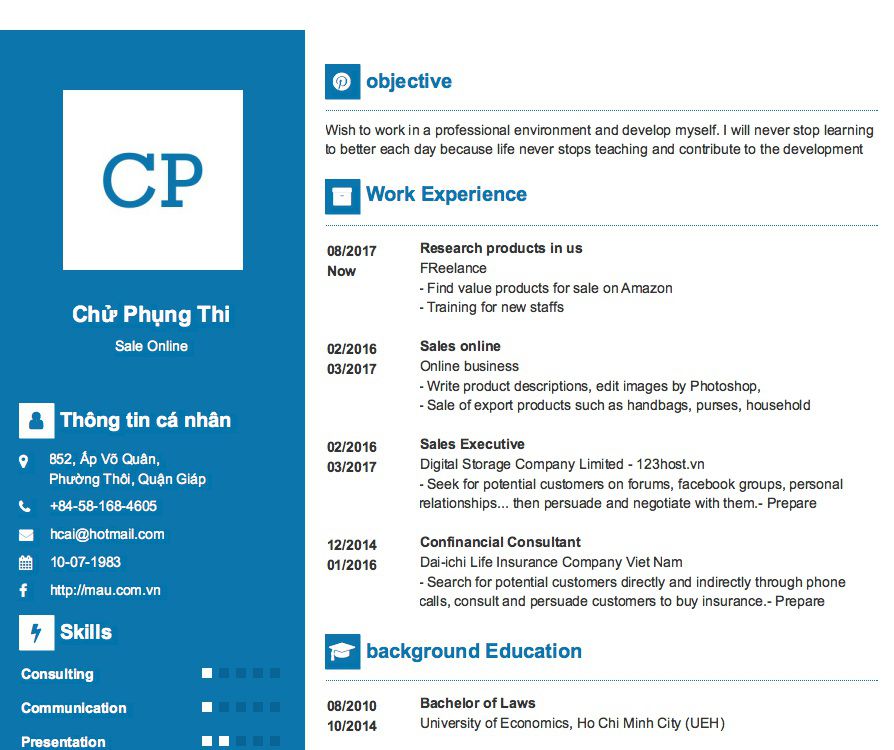 CP
Chử Phụng Thi
Sale Online
Thông tin cá nhân
852, Ấp Võ Quân,
Phường Thôi, Quận Giáp
+84-58-168-4605
hcai@hotmail.com
10-07-1983
http://mau.com.vn
Skills
Consulting
Communication
Presentation
objective
Wish to work in a professional environment and develop myself. I will never stop learning
to better each day because life never stops teaching and contribute to the development
Work Experience
08/2017
Now
Research products in us
FReelance
- Find value products for sale on Amazon
- Training for new staffs
02/2016
03/2017
Sales online
Online business
- Write product descriptions, edit images by Photoshop,
- Sale of export products such as handbags, purses, household
02/2016
03/2017
Sales Executive
Digital Storage Company Limited - 123host.vn
- Seek for potential customers on forums, facebook groups, personal
relationships... then persuade and negotiate with them.- Prepare
12/2014
01/2016
Confinancial Consultant
Dai-ichi Life Insurance Company Viet Nam
- Search for potential customers directly and indirectly through phone
calls, consult and persuade customers to buy insurance.- Prepare
background Education
08/2010
10/2014
Bachelor of Laws
University of Economics, Ho Chi Minh City (UEH)